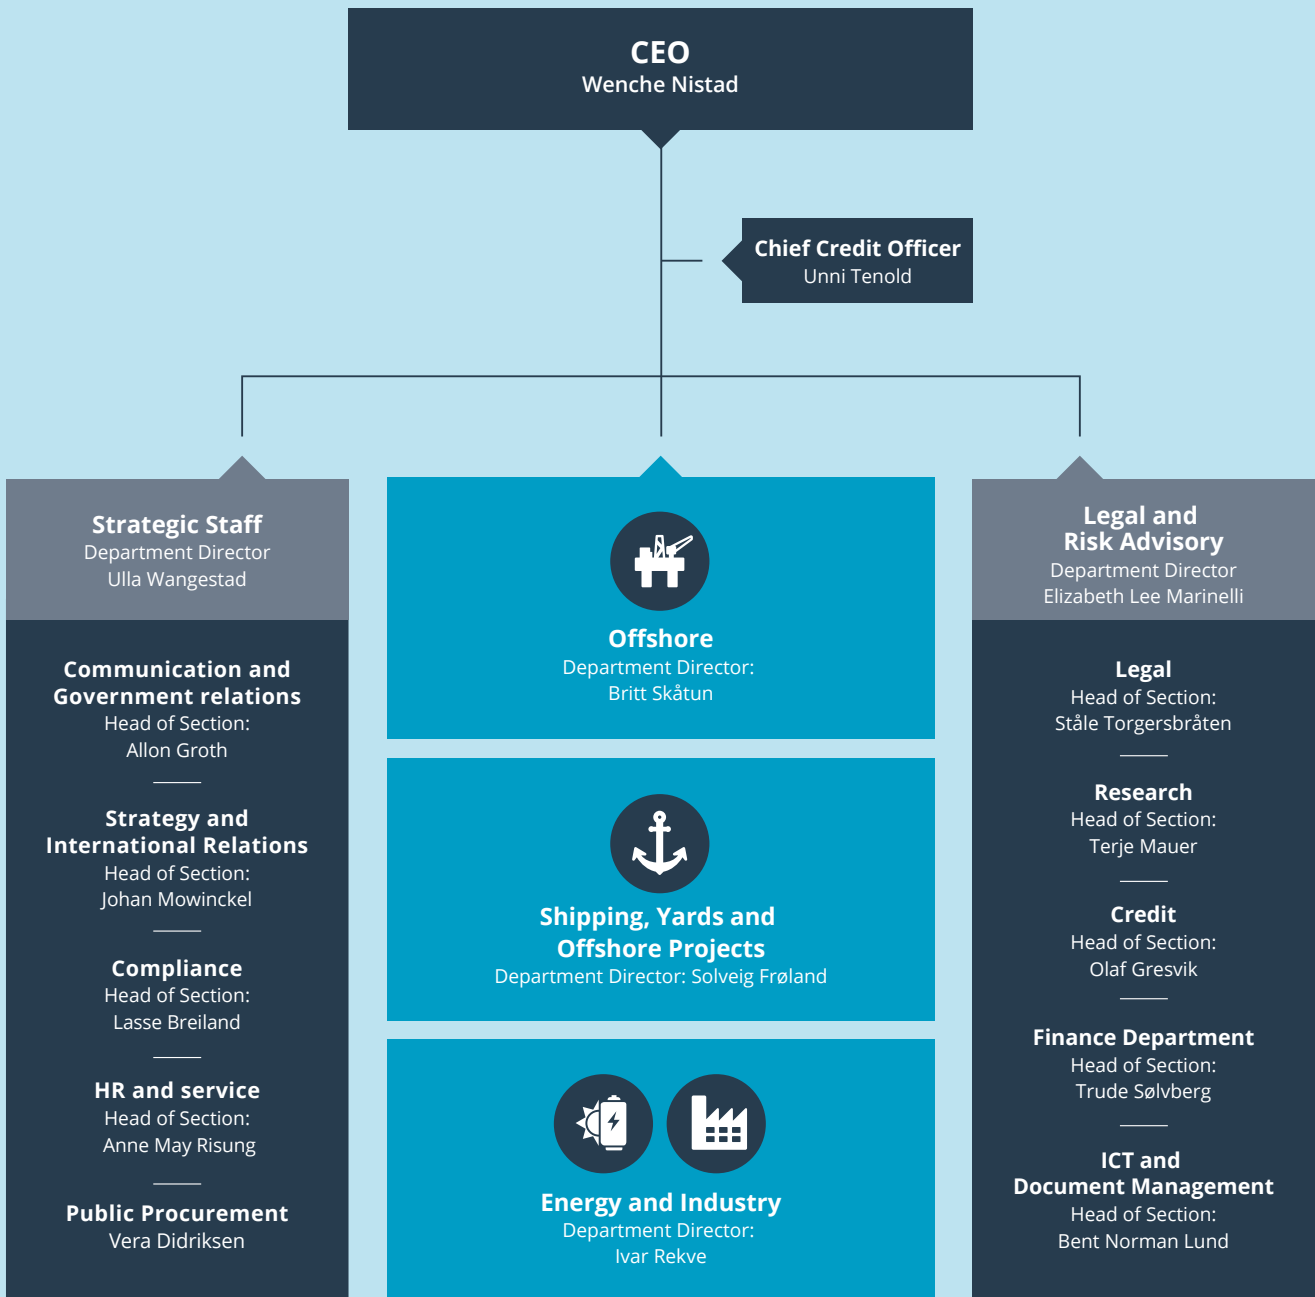 CEO
Wenche Nistad
Chief Credit Officer
Unni Tenold
Strategic Staff
Department Director
Ulla Wangestad
Communication and
Government relations
Head of Section:
Allon Groth
Strategy and
International Relations
Head of Section:
Johan Mowinckel
Compliance
Head of Section:
Lasse Breiland
HR and service
Head of Section:
Anne May Risung
Public Procurement
Vera Didriksen
Offshore
Department Director:
Britt Skåtun
Shipping, Yards and
Offshore Projects
Department Director: Solveig Frøland
Energy and Industry
Department Director:
Ivar Rekve
Legal and
Risk Advisory
Department Director
Elizabeth Lee Marinelli
Legal
Head of Section:
Ståle Torgersbråten
Research
Head of Section:
Terje Mauer
Credit
Head of Section:
Olaf Gresvik
Finance Department
Head of Section:
Trude Sølvberg
ICT and
Document Management
Head of Section:
Bent Norman Lund